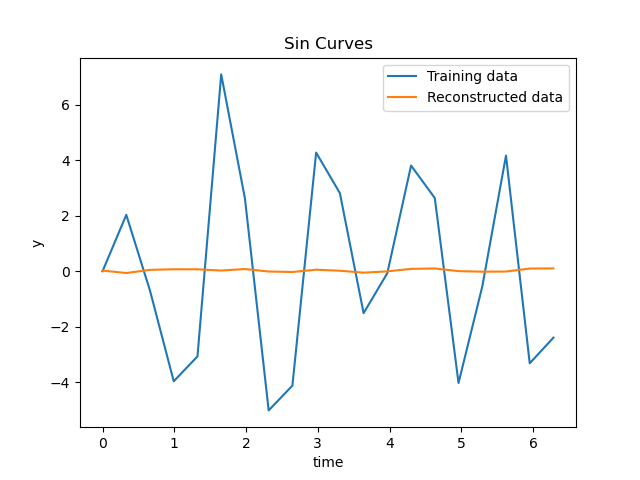 Sin Curves
Training data
Reconstructed data
y
6
4
2
0
−2
−4
0 1 2 3 4 5 6
time